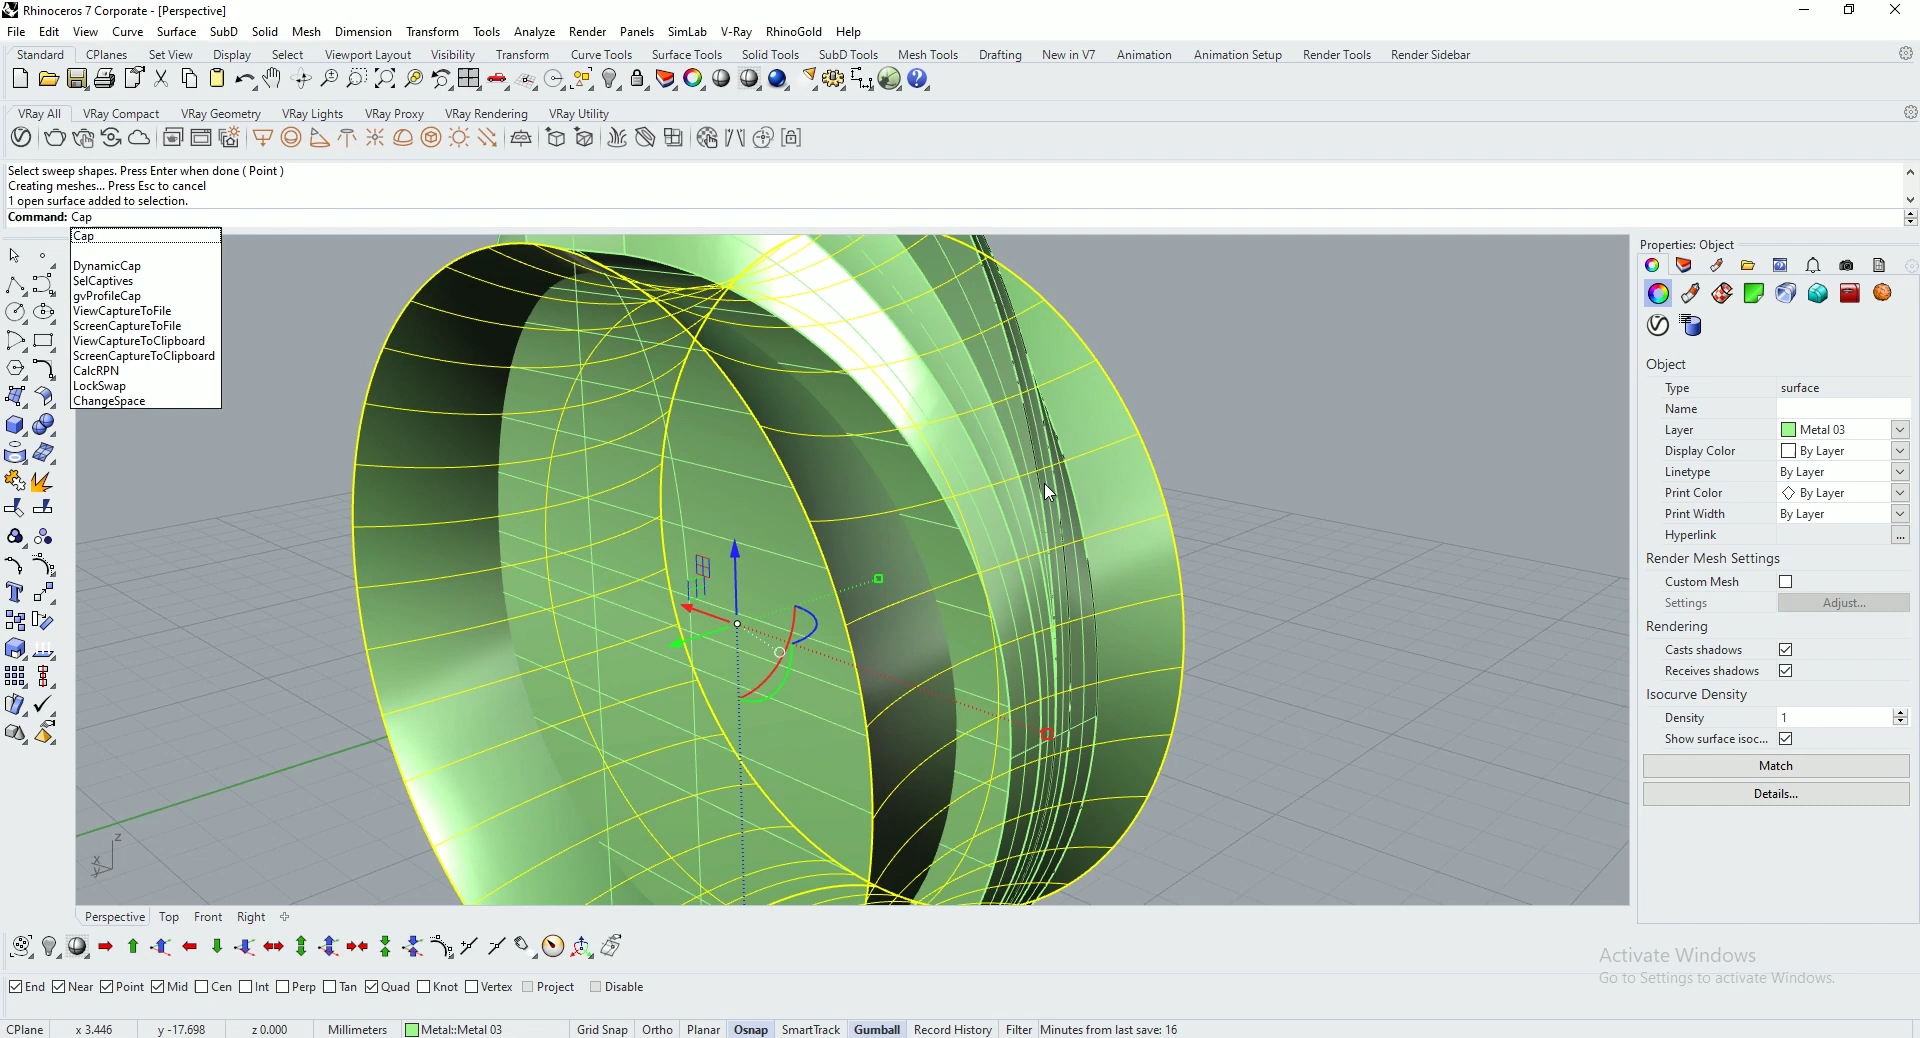 Rhinoceros 7 Corporate - [Perspective]
File Edit View Curve Surface SubD Solid Mesh Dimension Transform Tools Analyze Render Panels SimLab V-Ray RhinoGold Help
Standard CPlanes Set View Display Select Viewport Layout Visibility Transform Curve Tools Surface Tools Solid Tools SubD Tools Mesh Tools Drafting New in V7 Animation Animation Setup Render Tools Render Sidebar
VRay All VRay Compact VRay Geometry VRay Lights VRay Proxy VRay Rendering VRay Utility
Select sweep shapes. Press Enter when done ( Point )
Creating meshes... Press Esc to cancel
1 open surface added to selection.
Command: Cap
Cap
DynamicCap
SelCaptives
gvProfileCap
ViewCaptureToFile
ScreenCaptureToFile
ViewCaptureToClipboard
ScreenCaptureToClipboard
CalcRPN
LockSwap
ChangeSpace
Properties: Object
Object
Type surface
Name
Layer Metal 03
Display Color By Layer
Linetype By Layer
Print Color By Layer
Print Width By Layer
Hyperlink ...
Render Mesh Settings
Custom Mesh
Settings Adjust...
Rendering
Casts shadows
Receives shadows
Isocurve Density
Density 1
Show surface isoc...
Match
Details...
z
x
y
Perspective Top Front Right
Activate Windows
Go to Settings to activate Windows.
End Near Point Mid Cen Int Perp Tan Quad Knot Vertex Project Disable
CPlane x 3.446 y -17.698 z 0.000 Millimeters Metal::Metal 03 Grid Snap Ortho Planar Osnap SmartTrack Gumball Record History Filter Minutes from last save: 16